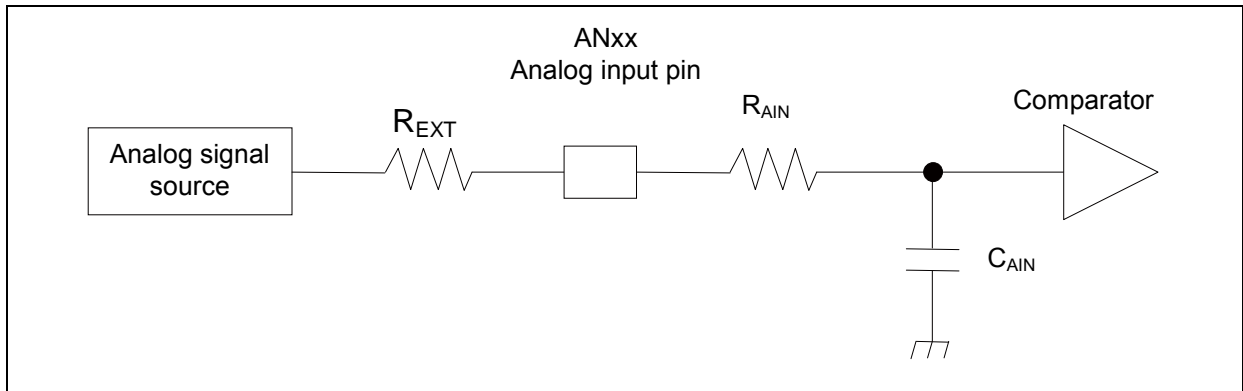 ANxx
Analog input pin
Analog signal
source
REXT
RAIN
Comparator
CAIN